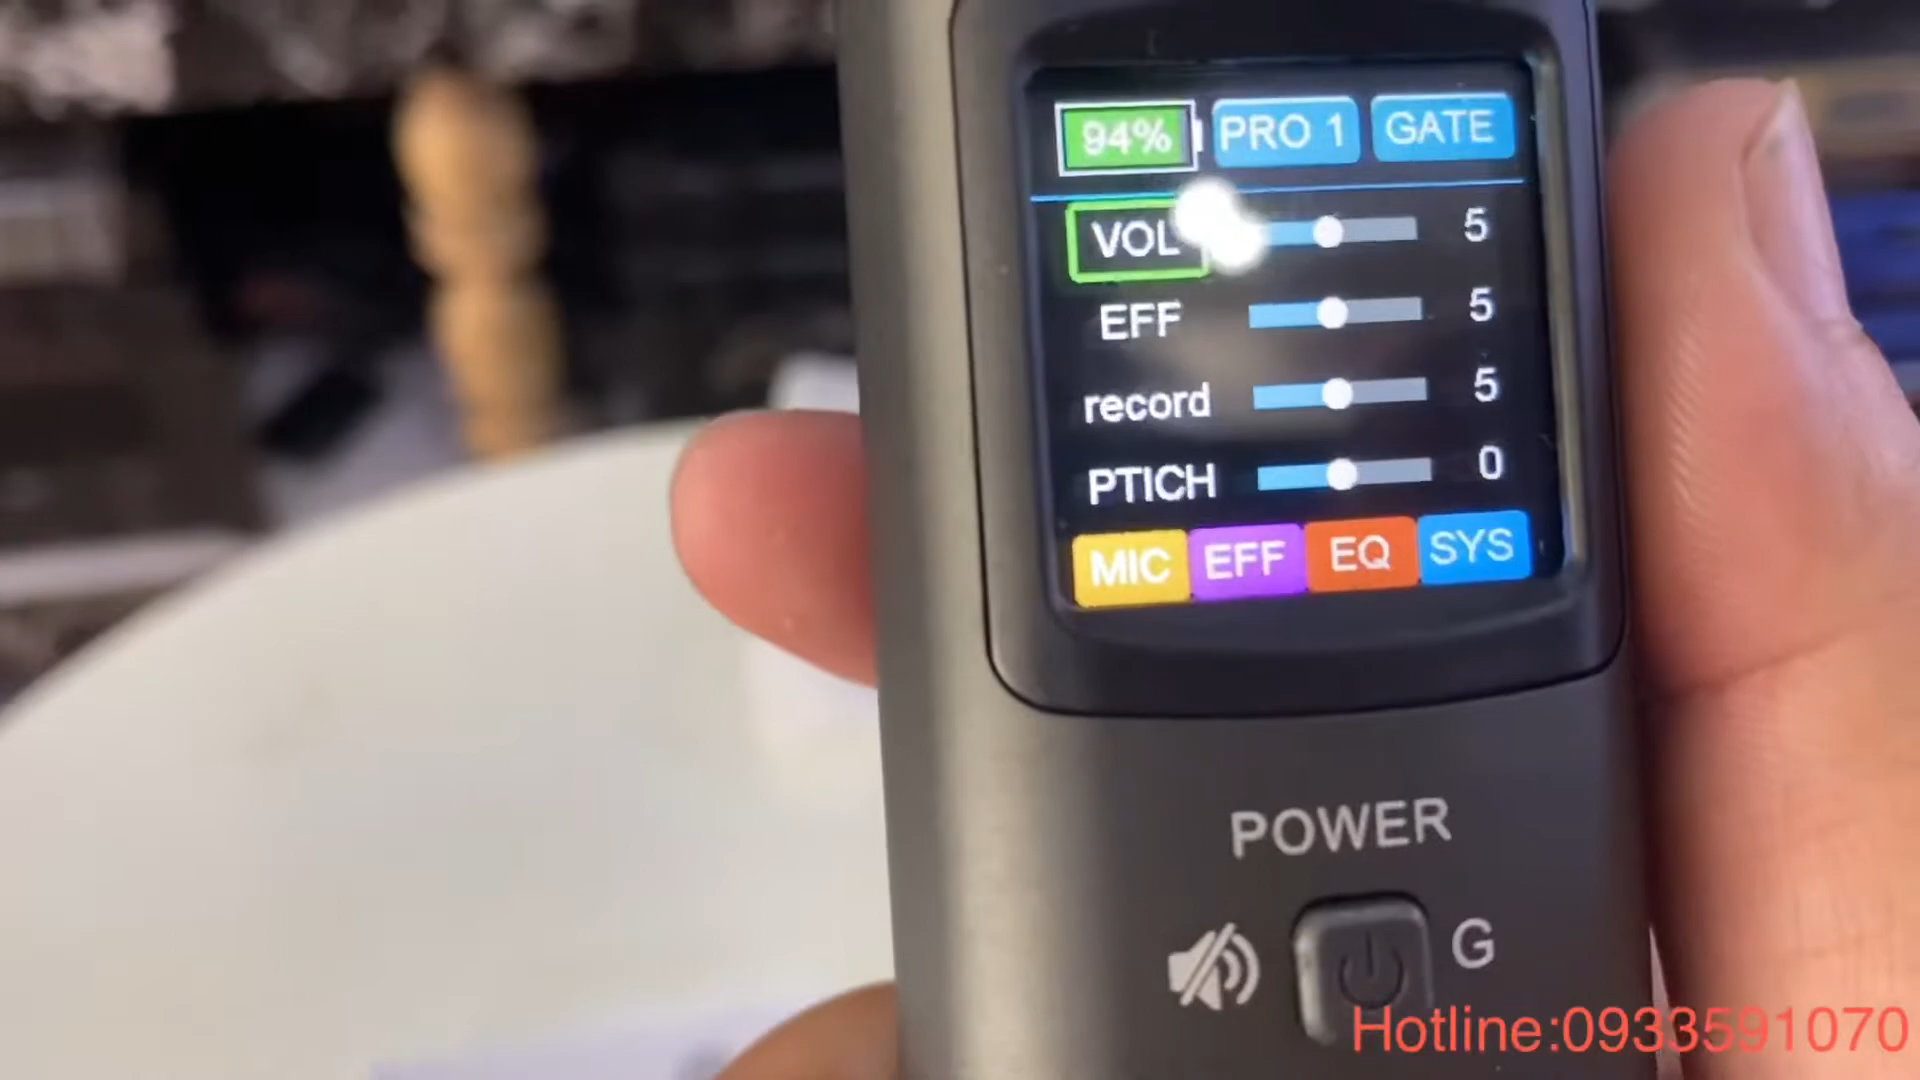 94% PRO 1 GATE
VOL 5
EFF 5
record 5
PTICH 0
MIC EFF EQ SYS
POWER
G
Hotline:0933591070